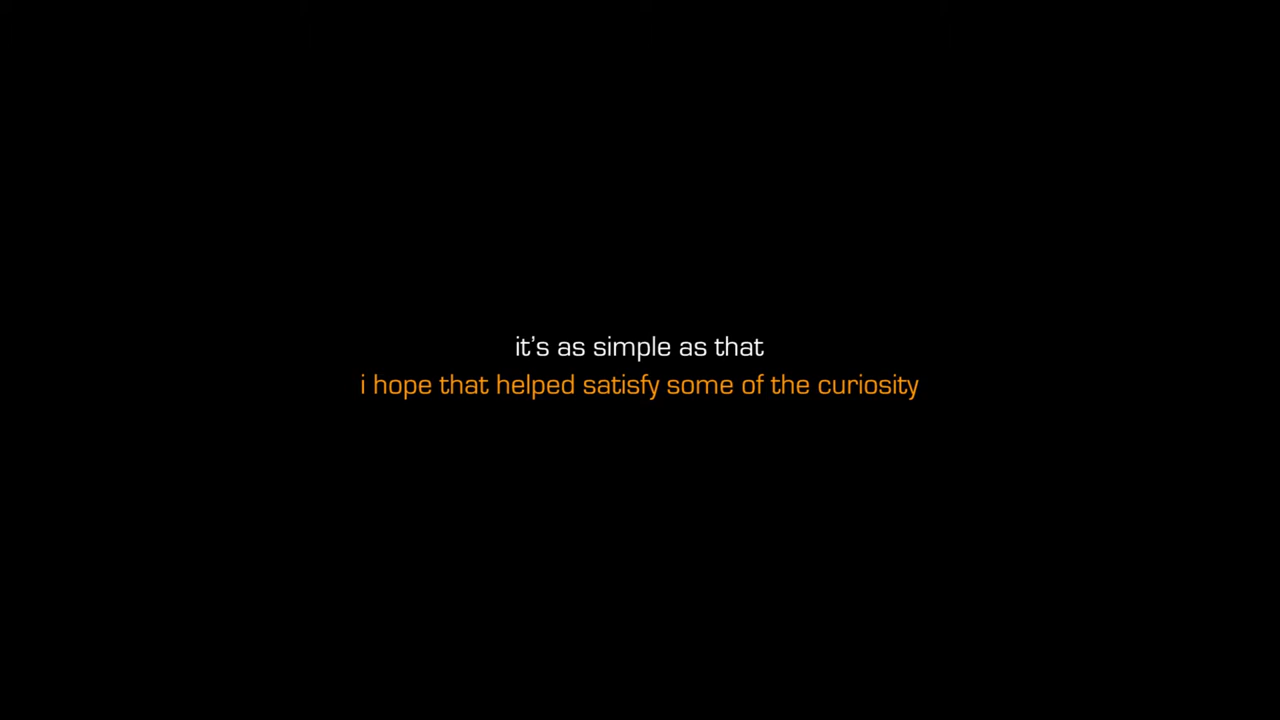 it's as simple as that
i hope that helped satisfy some of the curiosity